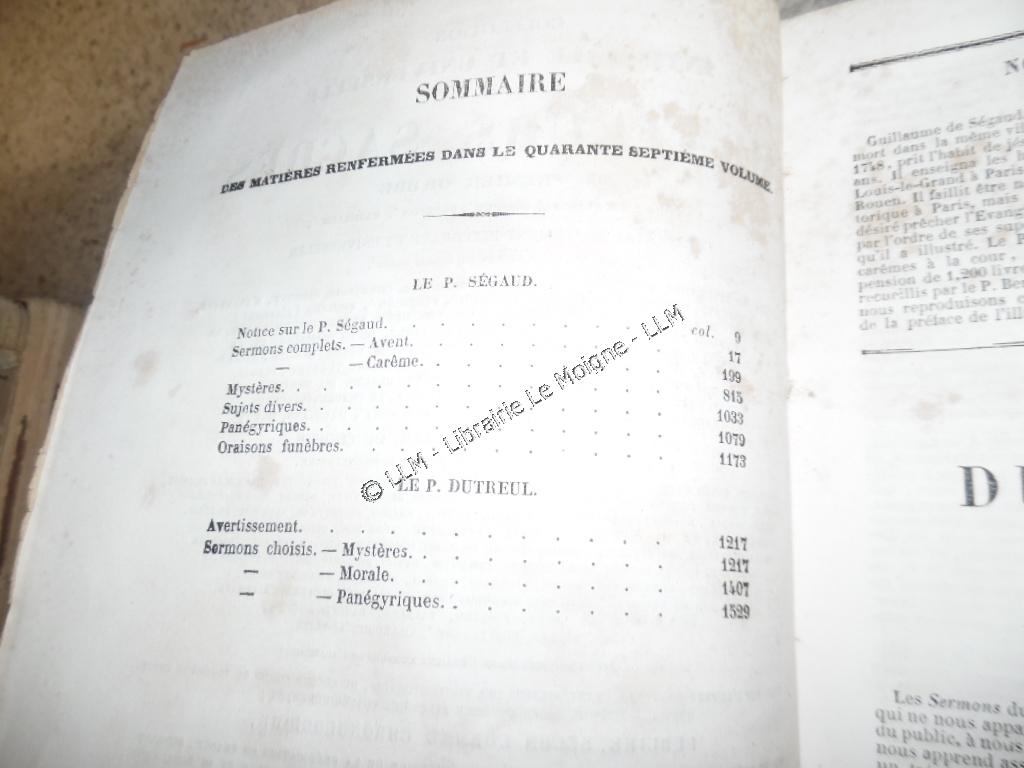 SOMMAIRE
DES MATIÈRES RENFERMÉES DANS LE QUARANTE SEPTIÈME VOLUME.
LE P. SÉGAUD.
Notice sur le P. Ségaud. . . . . . . . . col. 9
Sermons complets. — Avent. . . . . . . . 17
— — Carême. . . . . . . . 199
Mystères. . . . . . . . . . . 815
Sujets divers. . . . . . . . . . 1033
Panégyriques. . . . . . . . . . 1079
Oraisons funèbres. . . . . . . . . 1173
LE P. DUTREUL.
Avertissement. . . . . . . . . . 1217
Sermons choisis. — Mystères. . . . . . . . 1217
— — Morale. . . . . . . . 1407
— — Panégyriques. . . . . . . 1529
© LLM - Librairie Le Moigne - LLM
Guillaume de Ségaud,
mort dans la même
prit l'habit de
ans. Il enseigna les
Louis-le-Grand à Paris
Rouen. Il faillit être
torique à Paris, mais
désiré prêcher l'Evang
par l'ordre de ses
qu'il a illustré. Le P.
carêmes à la cour,
pension de 1,200 livr
recueillis par le P. Ber
nous reproduisons
de la préface de l'ill
DU
Les Sermons du
qui ne nous appa
du public, à nous
nous apprend ass